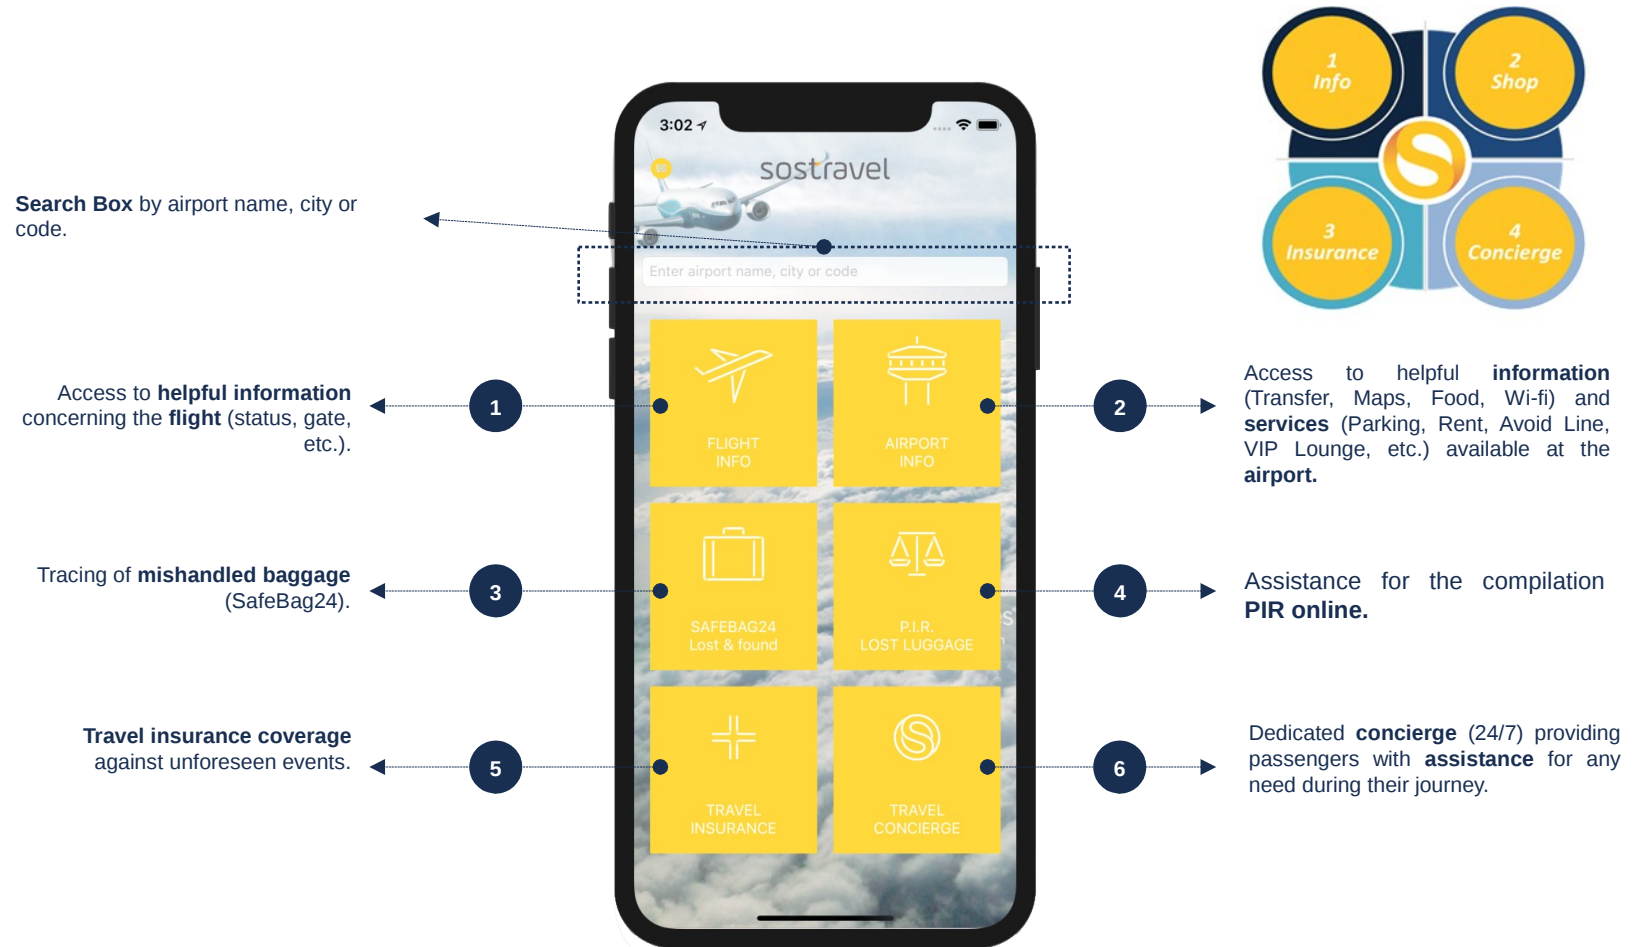 1
Info
2
Shop
3
Insurance
4
Concierge
3:02
sostravel
Search Box by airport name, city or
code.
Enter airport name, city or code
Access to helpful information
concerning the flight (status, gate,
etc.).
1
FLIGHT
INFO
AIRPORT
INFO
2
Access to helpful information
(Transfer, Maps, Food, Wi-fi) and
services (Parking, Rent, Avoid Line,
VIP Lounge, etc.) available at the
airport.
Tracing of mishandled baggage
(SafeBag24).
3
SAFEBAG24
Lost & found
P.I.R.
LOST LUGGAGE
4
Assistance for the compilation
PIR online.
Travel insurance coverage
against unforeseen events.
5
TRAVEL
INSURANCE
TRAVEL
CONCIERGE
6
Dedicated concierge (24/7) providing
passengers with assistance for any
need during their journey.